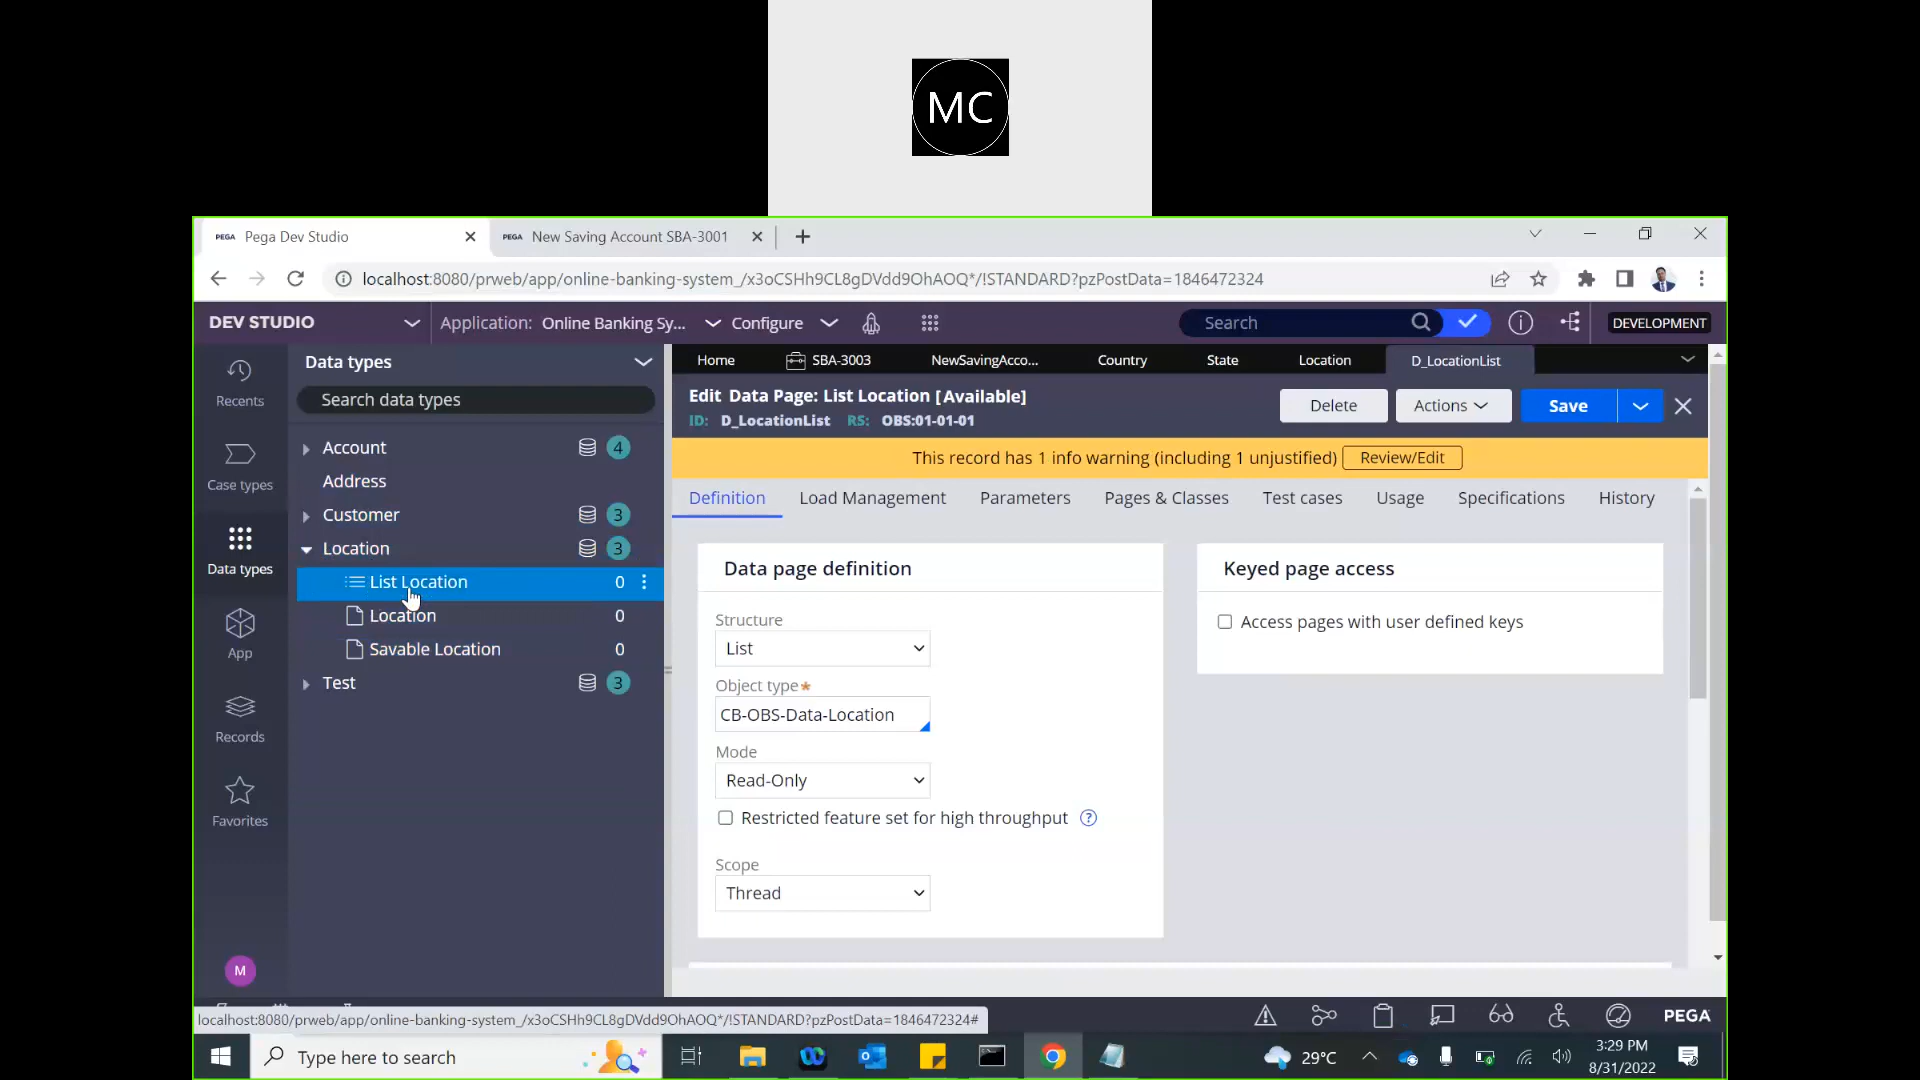 MC
PEGA Pega Dev Studio
PEGA New Saving Account SBA-3001
localhost:8080/prweb/app/online-banking-system_/x3oCSHh9CL8gDVdd9OhAOQ*/!STANDARD?pzPostData=1846472324
DEV STUDIO
Application: Online Banking Sy...
Configure
Search
DEVELOPMENT
Recents
Case types
Data types
App
Records
Favorites
M
Data types
Search data types
Account 4
Address
Customer 3
Location 3
List Location 0
Location 0
Savable Location 0
Test 3
Home
SBA-3003
NewSavingAcco...
Country
State
Location
D_LocationList
Edit Data Page: List Location [Available]
ID: D_LocationList RS: OBS:01-01-01
Delete
Actions
Save
This record has 1 info warning (including 1 unjustified)
Review/Edit
Definition
Load Management
Parameters
Pages & Classes
Test cases
Usage
Specifications
History
Data page definition
Structure
List
Object type*
CB-OBS-Data-Location
Mode
Read-Only
Restricted feature set for high throughput ?
Scope
Thread
Keyed page access
Access pages with user defined keys
localhost:8080/prweb/app/online-banking-system_/x3oCSHh9CL8gDVdd9OhAOQ*/!STANDARD?pzPostData=1846472324#
PEGA
Type here to search
29°C
3:29 PM
8/31/2022